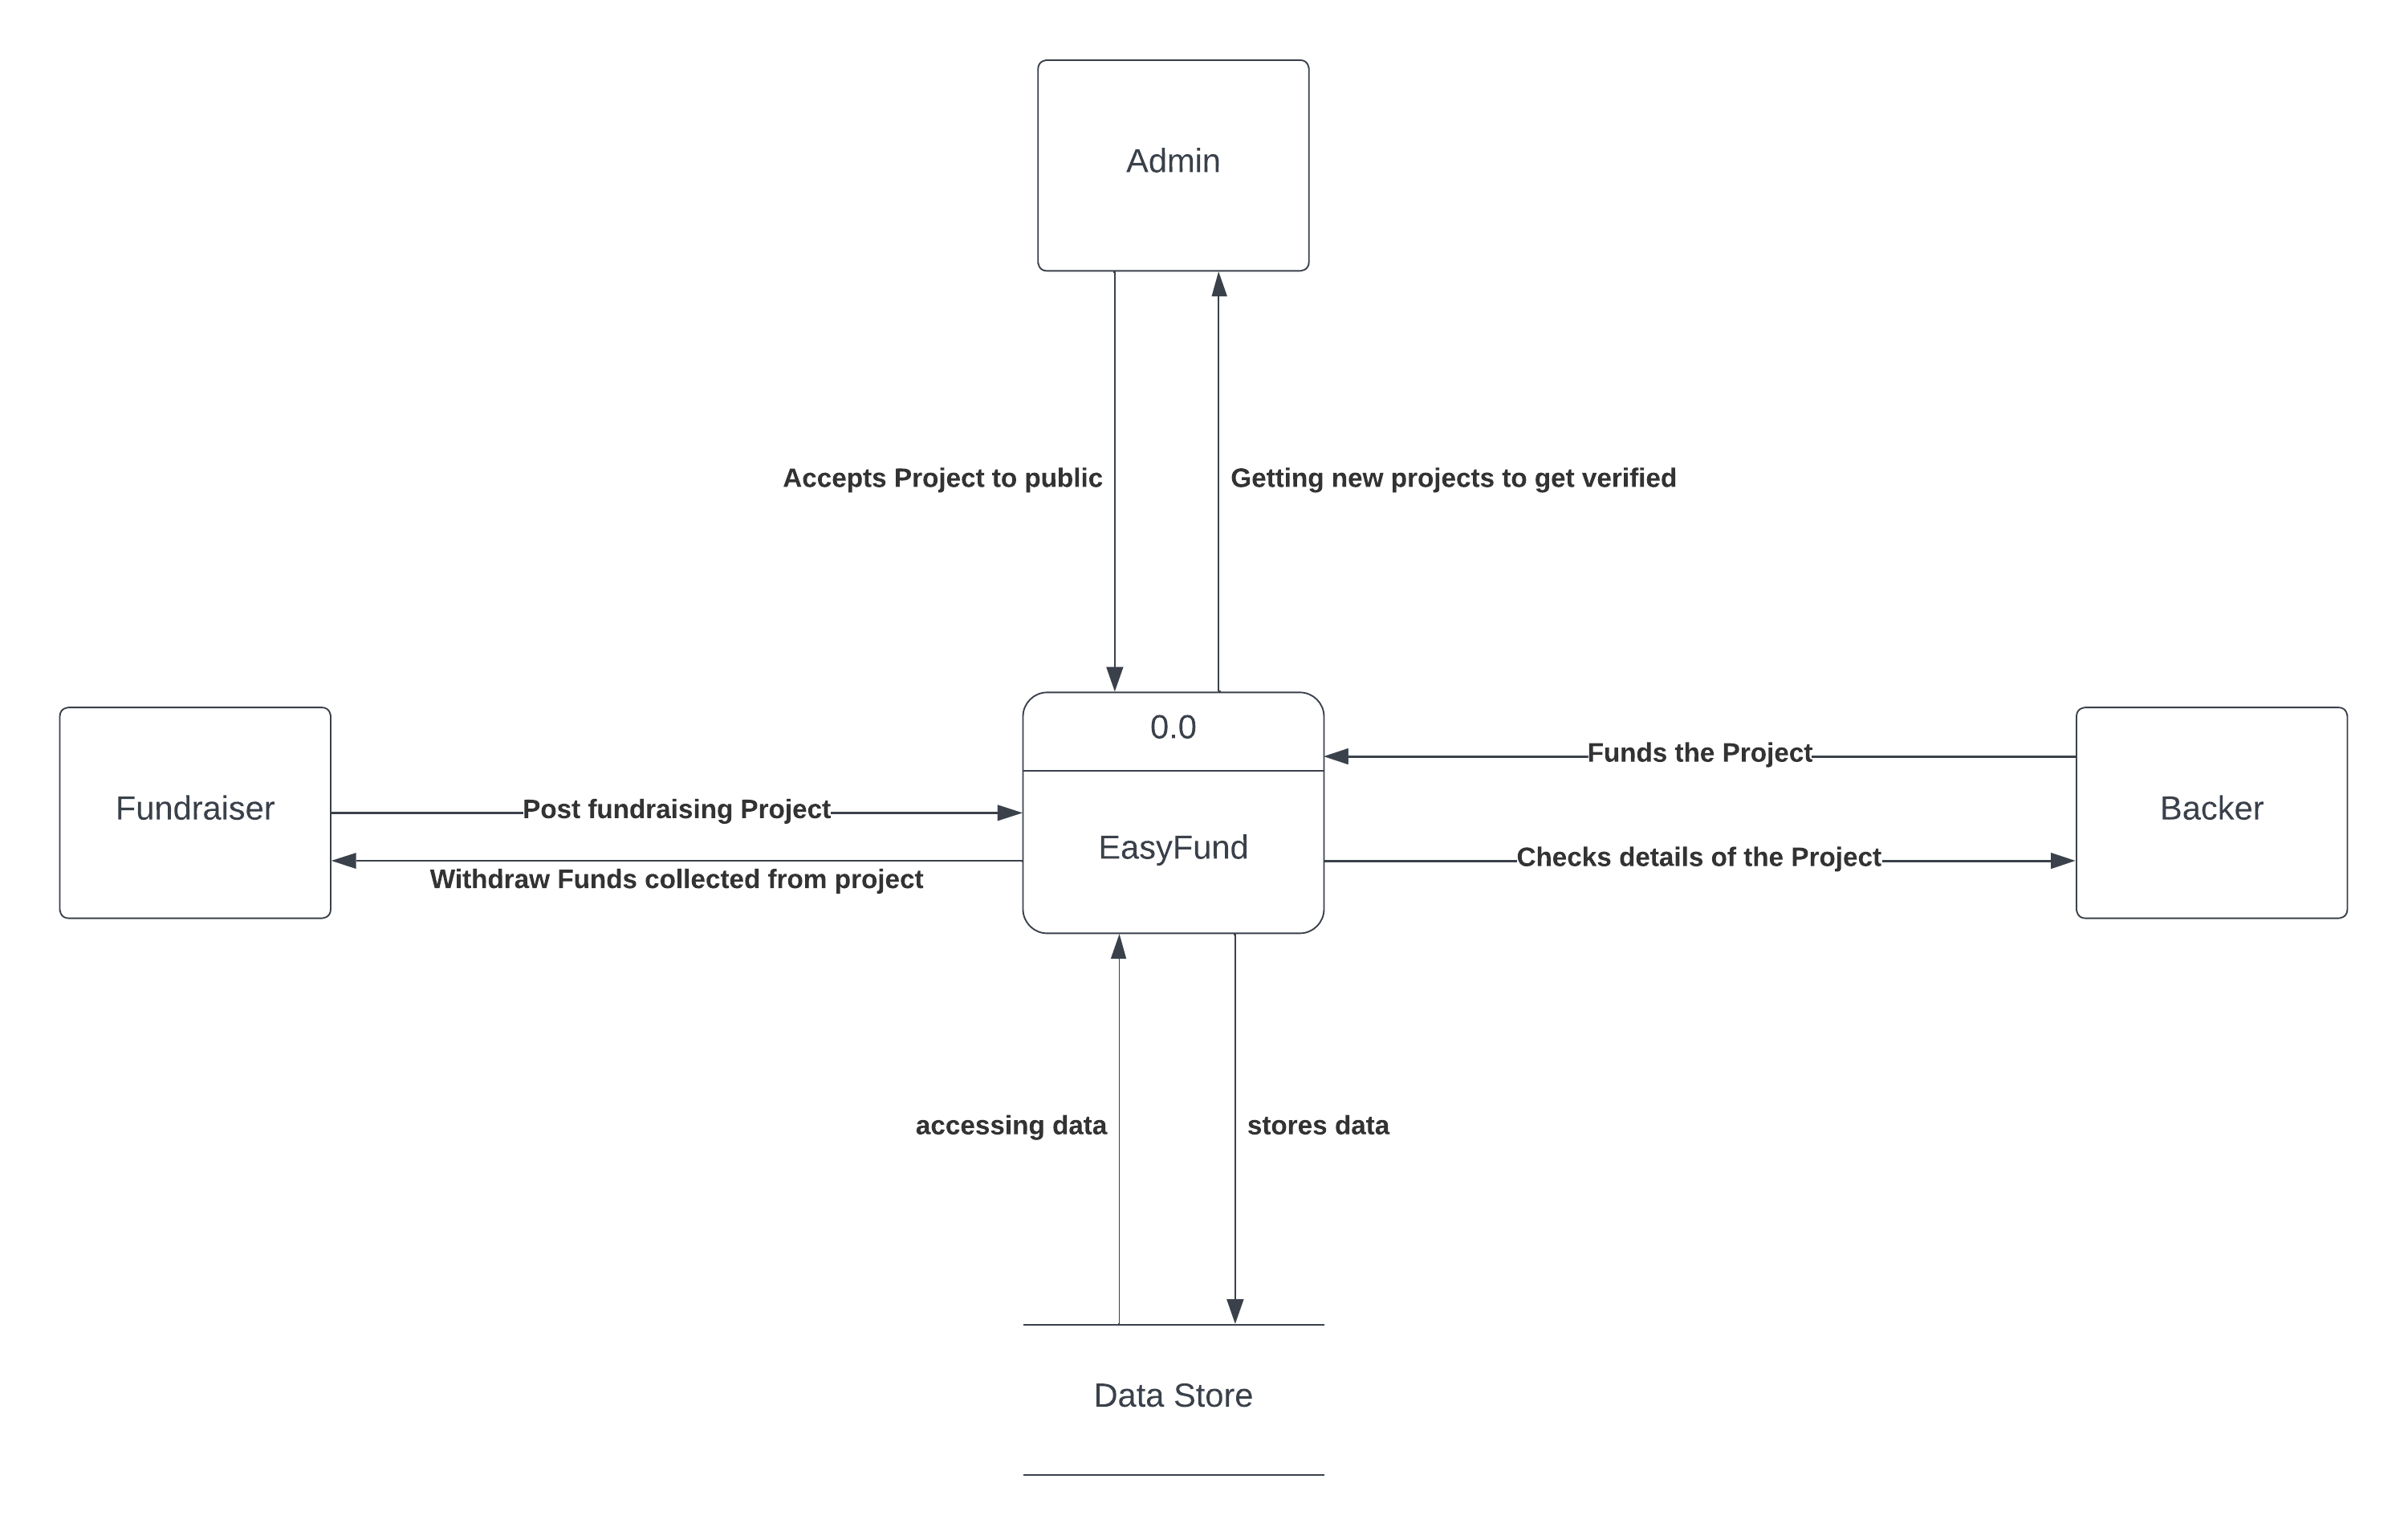 Admin
Accepts Project to public
Getting new projects to get verified
0.0
Funds the Project
Fundraiser
Post fundraising Project
EasyFund
Backer
Checks details of the Project
Withdraw Funds collected from project
accessing data
stores data
Data Store